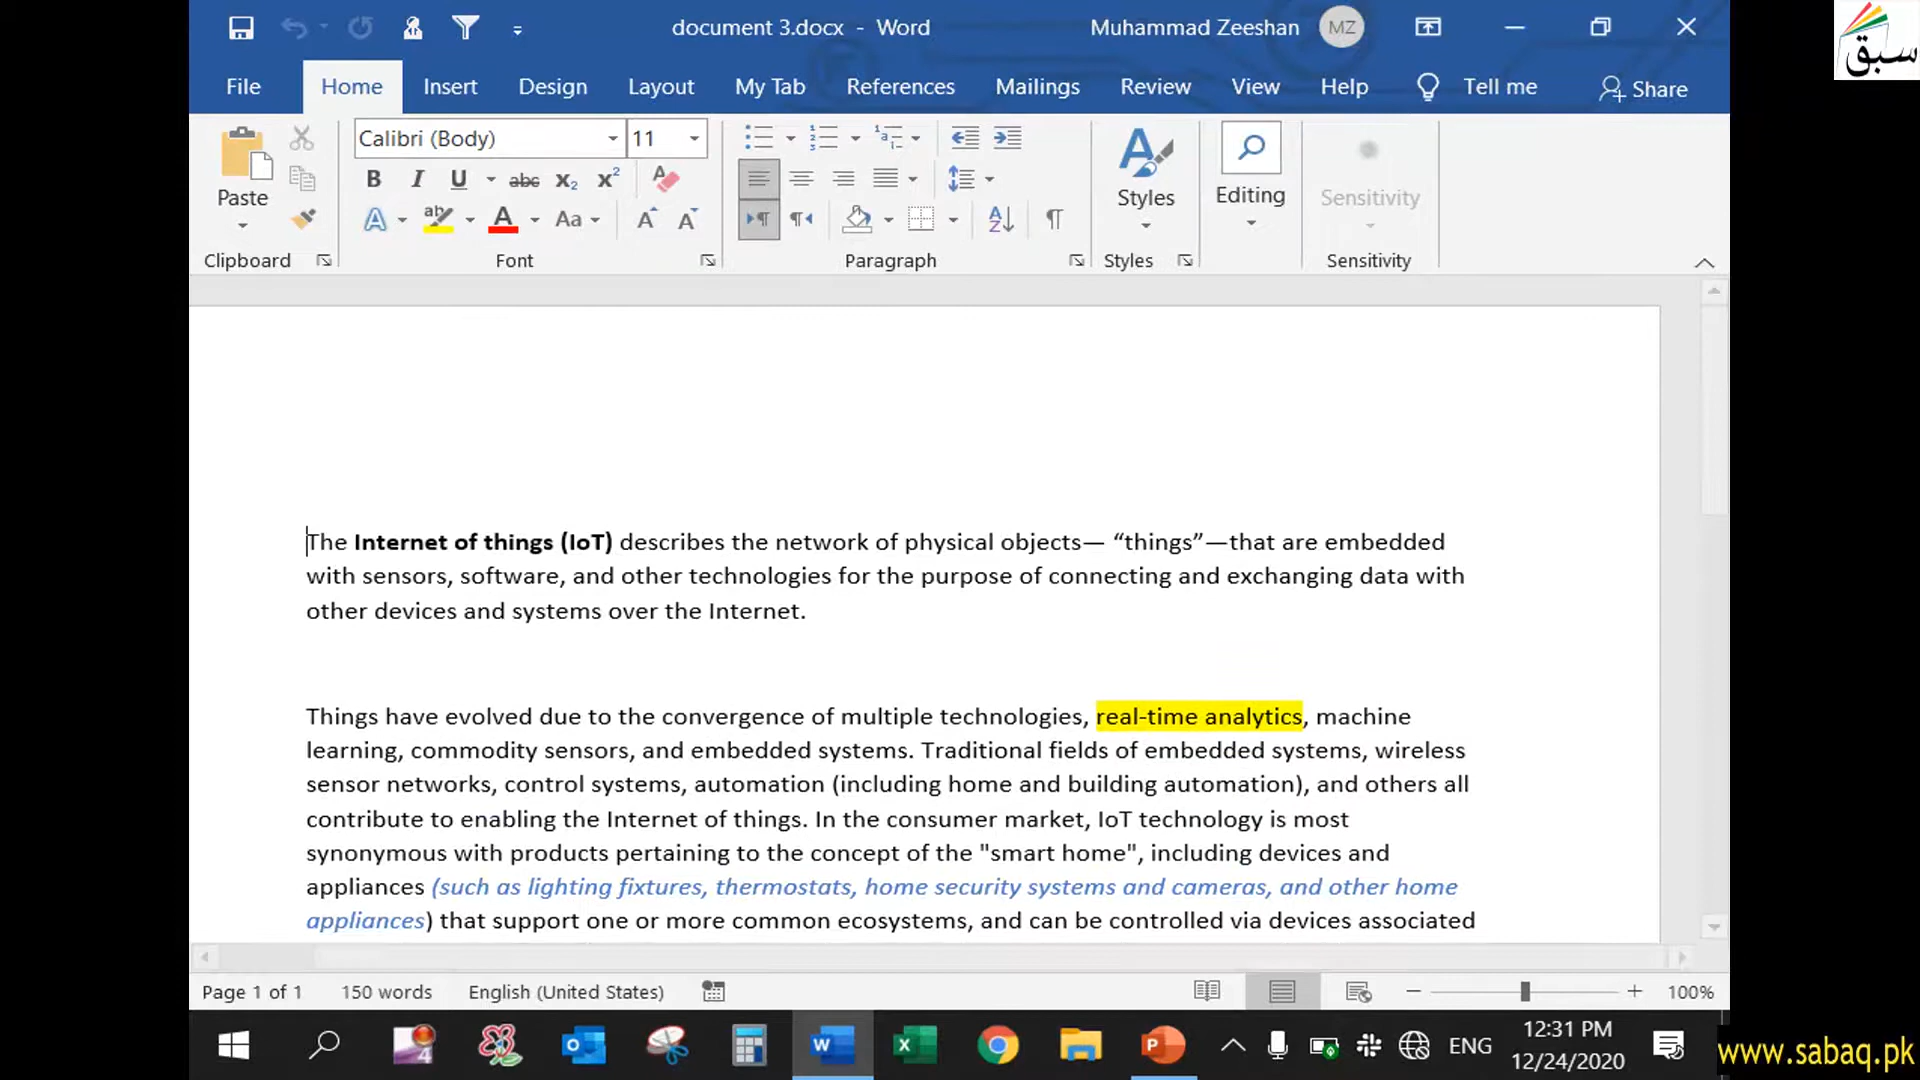 سبق
document 3.docx - Word
Muhammad Zeeshan MZ
File Home Insert Design Layout My Tab References Mailings Review View Help Tell me Share
Calibri (Body) 11
Paste
B I U abc x₂ x²
A ab A Aa A A
Styles
Editing
Sensitivity
Clipboard Font Paragraph Styles Sensitivity
The Internet of things (IoT) describes the network of physical objects— “things”—that are embedded
with sensors, software, and other technologies for the purpose of connecting and exchanging data with
other devices and systems over the Internet.
Things have evolved due to the convergence of multiple technologies, real-time analytics, machine
learning, commodity sensors, and embedded systems. Traditional fields of embedded systems, wireless
sensor networks, control systems, automation (including home and building automation), and others all
contribute to enabling the Internet of things. In the consumer market, IoT technology is most
synonymous with products pertaining to the concept of the "smart home", including devices and
appliances (such as lighting fixtures, thermostats, home security systems and cameras, and other home
appliances) that support one or more common ecosystems, and can be controlled via devices associated
Page 1 of 1 150 words English (United States) 100%
ENG
12:31 PM
12/24/2020
www.sabaq.pk